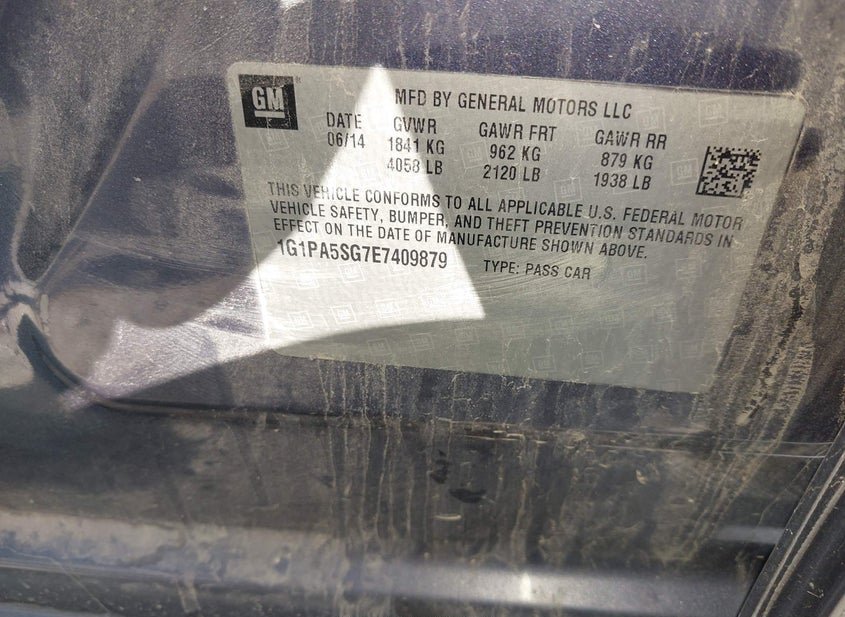 GM
MFD BY GENERAL MOTORS LLC
DATE GVWR GAWR FRT GAWR RR
06/14 1841 KG 962 KG 879 KG
4058 LB 2120 LB 1938 LB
THIS VEHICLE CONFORMS TO ALL APPLICABLE U.S. FEDERAL MOTOR
VEHICLE SAFETY, BUMPER, AND THEFT PREVENTION STANDARDS IN
EFFECT ON THE DATE OF MANUFACTURE SHOWN ABOVE.
1G1PA5SG7E7409879 TYPE: PASS CAR